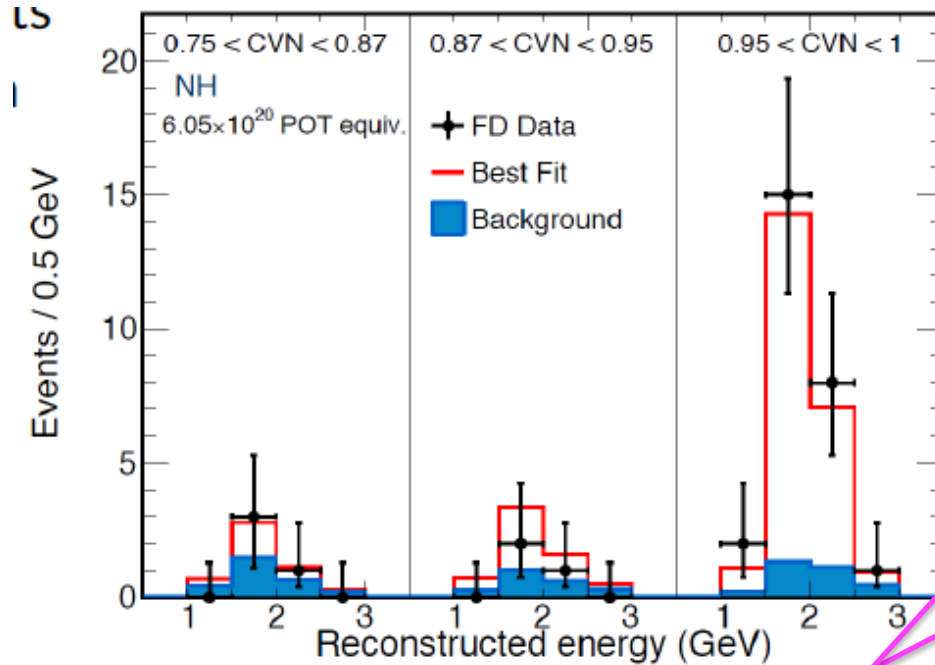 ts
0.75 < CVN < 0.87
0.87 < CVN < 0.95
0.95 < CVN < 1
NH
6.05×10²⁰ POT equiv.
FD Data
Best Fit
Background
Events / 0.5 GeV
20
15
10
5
0
1 2 3 1 2 3 1 2 3
Reconstructed energy (GeV)